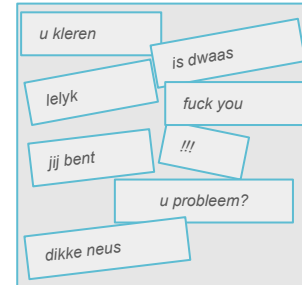 u kleren
is dwaas
lelyk
fuck you
jij bent
!!!
u probleem?
dikke neus